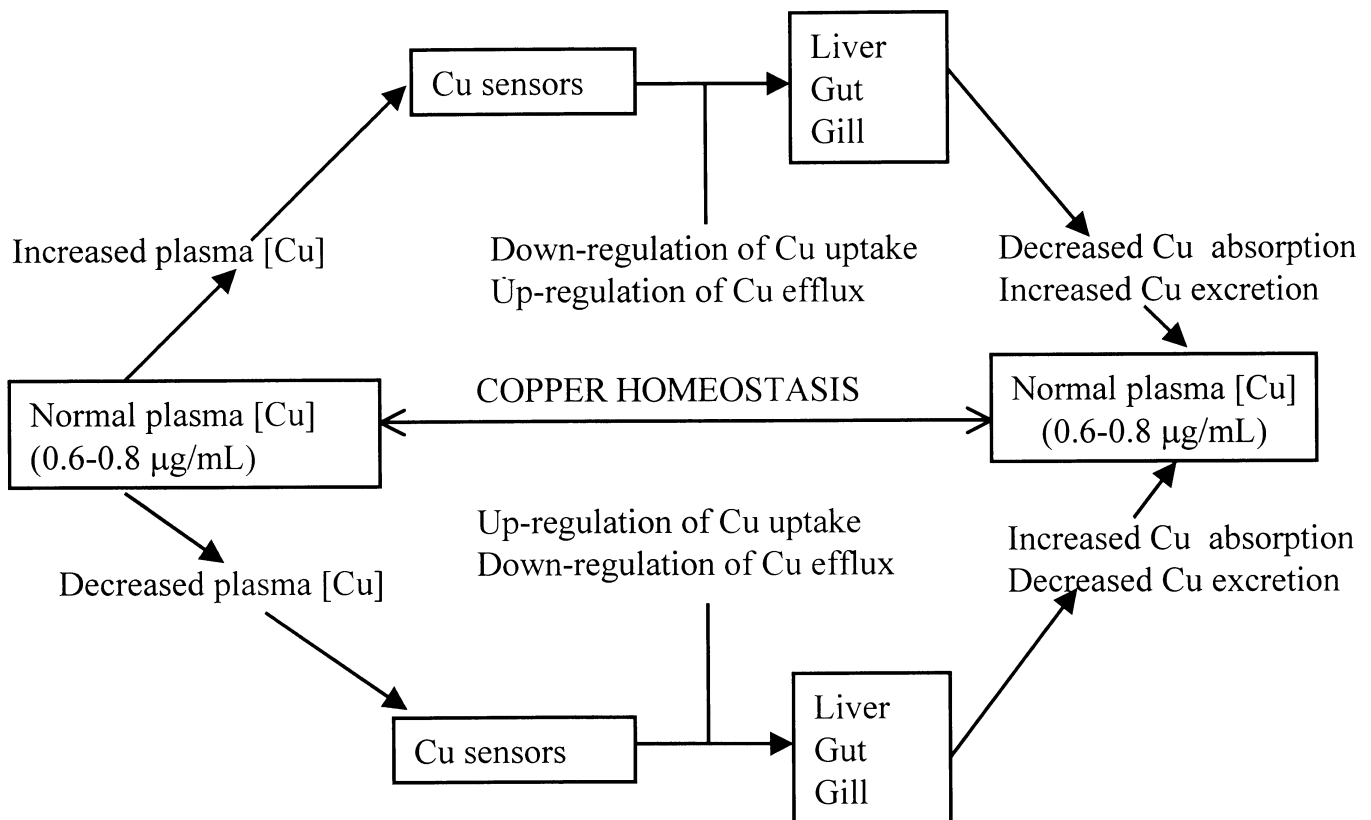 Cu sensors
Liver
Gut
Gill
Increased plasma [Cu]
Down-regulation of Cu uptake
Up-regulation of Cu efflux
Decreased Cu absorption
Increased Cu excretion
Normal plasma [Cu]
(0.6-0.8 μg/mL)
COPPER HOMEOSTASIS
Normal plasma [Cu]
(0.6-0.8 μg/mL)
Decreased plasma [Cu]
Up-regulation of Cu uptake
Down-regulation of Cu efflux
Increased Cu absorption
Decreased Cu excretion
Cu sensors
Liver
Gut
Gill